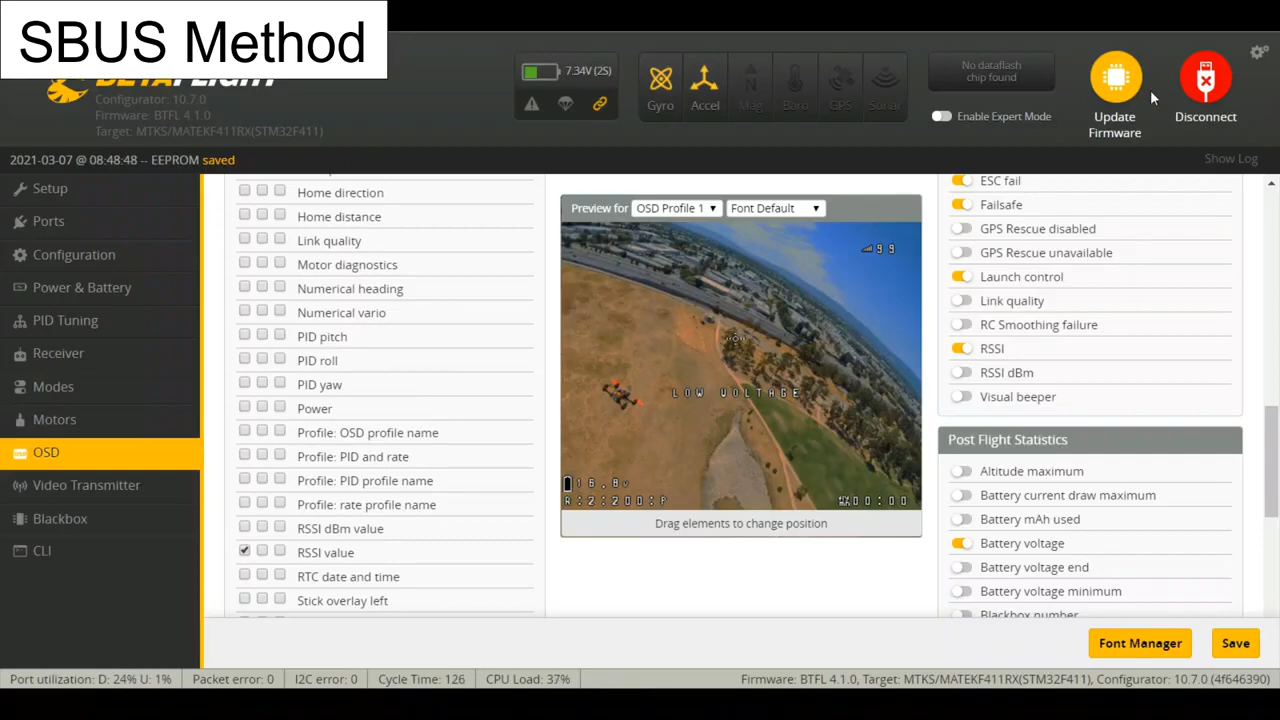 SBUS Method
BETAFLIGHT
Configurator: 10.7.0
Firmware: BTFL 4.1.0
Target: MTKS/MATEKF411RX(STM32F411)
7.34V (2S)
Gyro
Accel
Mag
Baro
GPS
Sonar
No dataflash
chip found
Enable Expert Mode
Update
Firmware
Disconnect
2021-03-07 @ 08:48:48 -- EEPROM saved
Show Log
Setup
Ports
Configuration
Power & Battery
PID Tuning
Receiver
Modes
Motors
OSD
Video Transmitter
Blackbox
CLI
Home direction
Home distance
Link quality
Motor diagnostics
Numerical heading
Numerical vario
PID pitch
PID roll
PID yaw
Power
Profile: OSD profile name
Profile: PID and rate
Profile: PID profile name
Profile: rate profile name
RSSI dBm value
RSSI value
RTC date and time
Stick overlay left
Preview for OSD Profile 1 Font Default
99
LOW VOLTAGE
16.8V
R:2:200:P
00:00
Drag elements to change position
ESC fail
Failsafe
GPS Rescue disabled
GPS Rescue unavailable
Launch control
Link quality
RC Smoothing failure
RSSI
RSSI dBm
Visual beeper
Post Flight Statistics
Altitude maximum
Battery current draw maximum
Battery mAh used
Battery voltage
Battery voltage end
Battery voltage minimum
Blackbox number
Font Manager
Save
Port utilization: D: 24% U: 1%
Packet error: 0
I2C error: 0
Cycle Time: 126
CPU Load: 37%
Firmware: BTFL 4.1.0, Target: MTKS/MATEKF411RX(STM32F411), Configurator: 10.7.0 (4f646390)